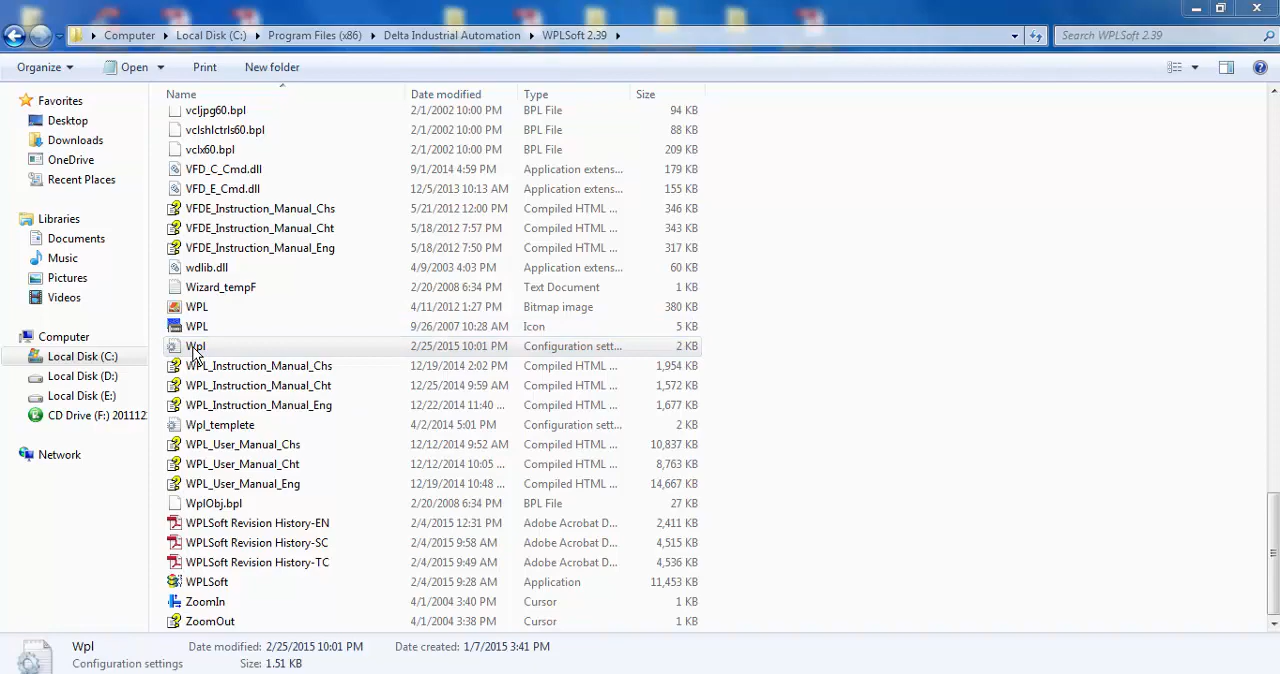 Computer Local Disk (C:) Program Files (x86) Delta Industrial Automation WPLSoft 2.39 Search WPLSoft 2.39
Organize Open Print New folder
Favorites
Desktop
Downloads
OneDrive
Recent Places
Libraries
Documents
Music
Pictures
Videos
Computer
Local Disk (C:)
Local Disk (D:)
Local Disk (E:)
CD Drive (F:) 201112
Network
Name Date modified Type Size
vcljpg60.bpl 2/1/2002 10:00 PM BPL File 94 KB
vclshlctrls60.bpl 2/1/2002 10:00 PM BPL File 88 KB
vclx60.bpl 2/1/2002 10:00 PM BPL File 209 KB
VFD_C_Cmd.dll 9/1/2014 4:59 PM Application extens... 179 KB
VFD_E_Cmd.dll 12/5/2013 10:13 AM Application extens... 155 KB
VFDE_Instruction_Manual_Chs 5/21/2012 12:00 PM Compiled HTML ... 346 KB
VFDE_Instruction_Manual_Cht 5/18/2012 7:57 PM Compiled HTML ... 343 KB
VFDE_Instruction_Manual_Eng 5/18/2012 7:50 PM Compiled HTML ... 317 KB
wdlib.dll 4/9/2003 4:03 PM Application extens... 60 KB
Wizard_tempF 2/20/2008 6:34 PM Text Document 1 KB
WPL 4/11/2012 1:27 PM Bitmap image 380 KB
WPL 9/26/2007 10:28 AM Icon 5 KB
Wpl 2/25/2015 10:01 PM Configuration sett... 2 KB
WPL_Instruction_Manual_Chs 12/19/2014 2:02 PM Compiled HTML ... 1,954 KB
WPL_Instruction_Manual_Cht 12/25/2014 9:59 AM Compiled HTML ... 1,572 KB
WPL_Instruction_Manual_Eng 12/22/2014 11:40 ... Compiled HTML ... 1,677 KB
Wpl_templete 4/2/2014 5:01 PM Configuration sett... 2 KB
WPL_User_Manual_Chs 12/12/2014 9:52 AM Compiled HTML ... 10,837 KB
WPL_User_Manual_Cht 12/12/2014 10:05 ... Compiled HTML ... 8,763 KB
WPL_User_Manual_Eng 12/19/2014 10:48 ... Compiled HTML ... 14,667 KB
WplObj.bpl 2/20/2008 6:34 PM BPL File 27 KB
WPLSoft Revision History-EN 2/4/2015 12:31 PM Adobe Acrobat D... 2,411 KB
WPLSoft Revision History-SC 2/4/2015 9:58 AM Adobe Acrobat D... 4,515 KB
WPLSoft Revision History-TC 2/4/2015 9:49 AM Adobe Acrobat D... 4,536 KB
WPLSoft 2/4/2015 9:28 AM Application 11,453 KB
ZoomIn 4/1/2004 3:40 PM Cursor 1 KB
ZoomOut 4/1/2004 3:38 PM Cursor 1 KB
Wpl Date modified: 2/25/2015 10:01 PM Date created: 1/7/2015 3:41 PM
Configuration settings Size: 1.51 KB